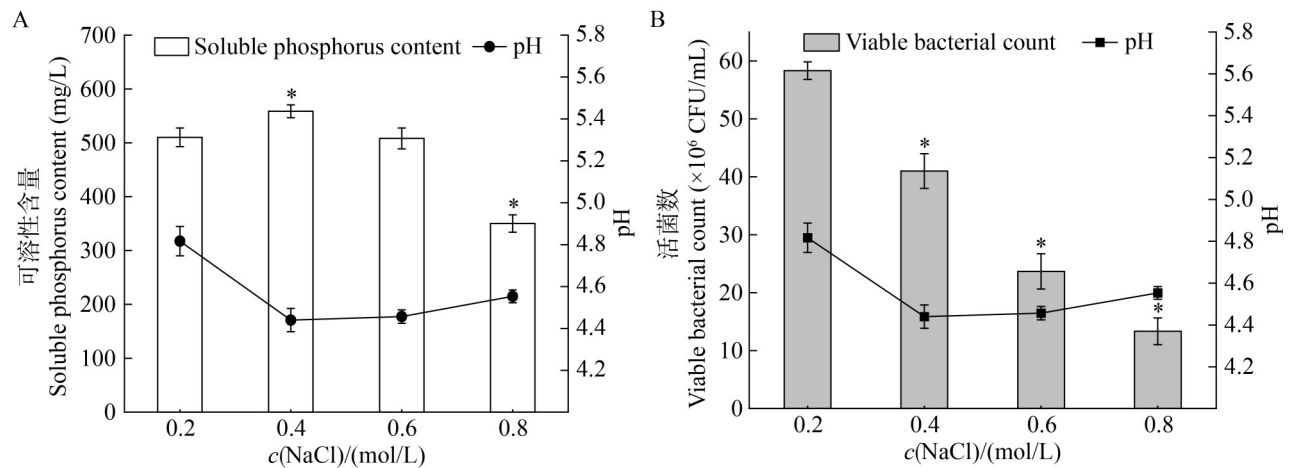 A
700
600
500
400
300
200
100
0
可溶性含量
Soluble phosphorus content (mg/L)
Soluble phosphorus content
pH
*
*
5.8
5.6
5.4
5.2
5.0
4.8
4.6
4.4
4.2
pH
0.2 0.4 0.6 0.8
c(NaCl)/(mol/L)
B
60
50
40
30
20
10
0
活菌数
Viable bacterial count (×10⁶ CFU/mL)
Viable bacterial count
pH
*
*
*
5.8
5.6
5.4
5.2
5.0
4.8
4.6
4.4
4.2
pH
0.2 0.4 0.6 0.8
c(NaCl)/(mol/L)